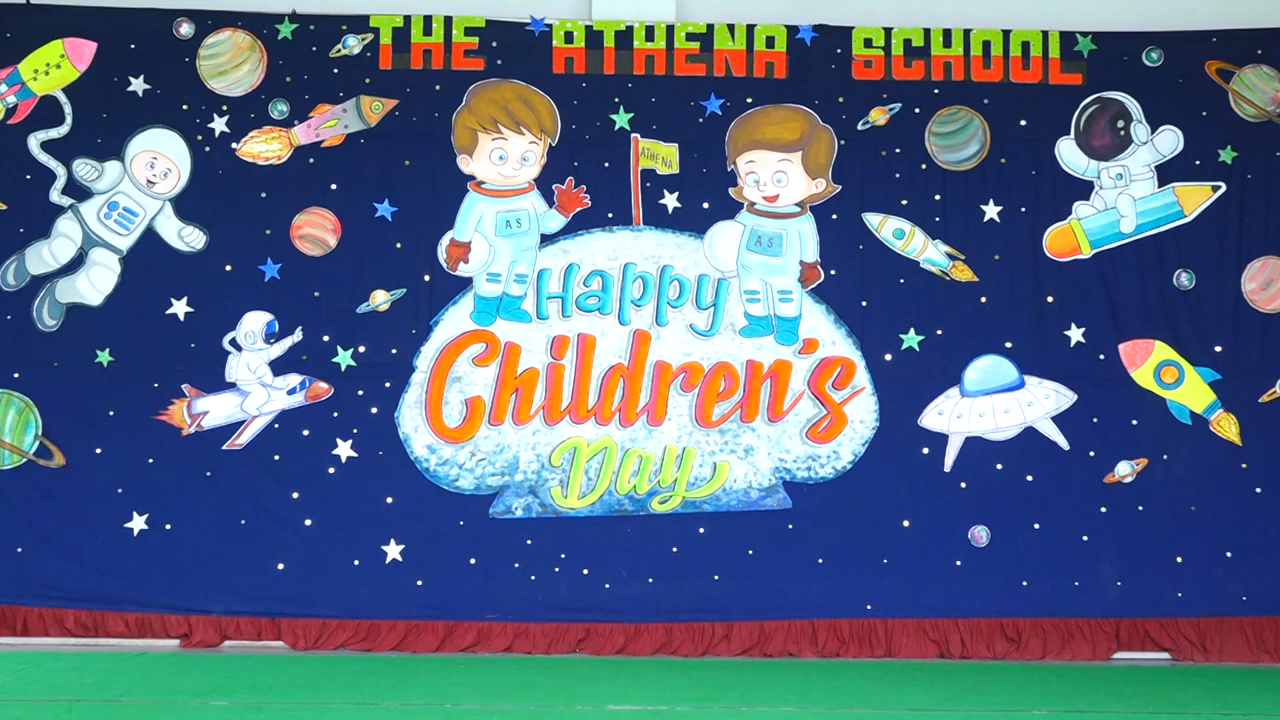 THE ATHENA SCHOOL
ATHENA
AS
AS
Happy
Children's
Day